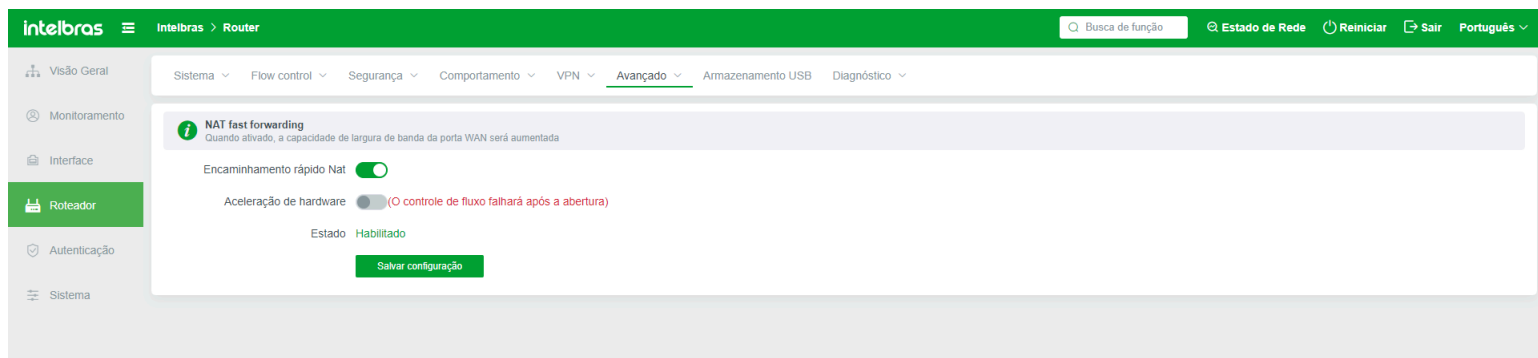 intelbras
Intelbras > Router
Busca de função
Estado de Rede
Reiniciar
Sair
Português
Visão Geral
Monitoramento
Interface
Roteador
Autenticação
Sistema
Sistema
Flow control
Segurança
Comportamento
VPN
Avançado
Armazenamento USB
Diagnóstico
NAT fast forwarding
Quando ativado, a capacidade de largura de banda da porta WAN será aumentada
Encaminhamento rápido Nat
Aceleração de hardware (O controle de fluxo falhará após a abertura)
Estado Habilitado
Salvar configuração